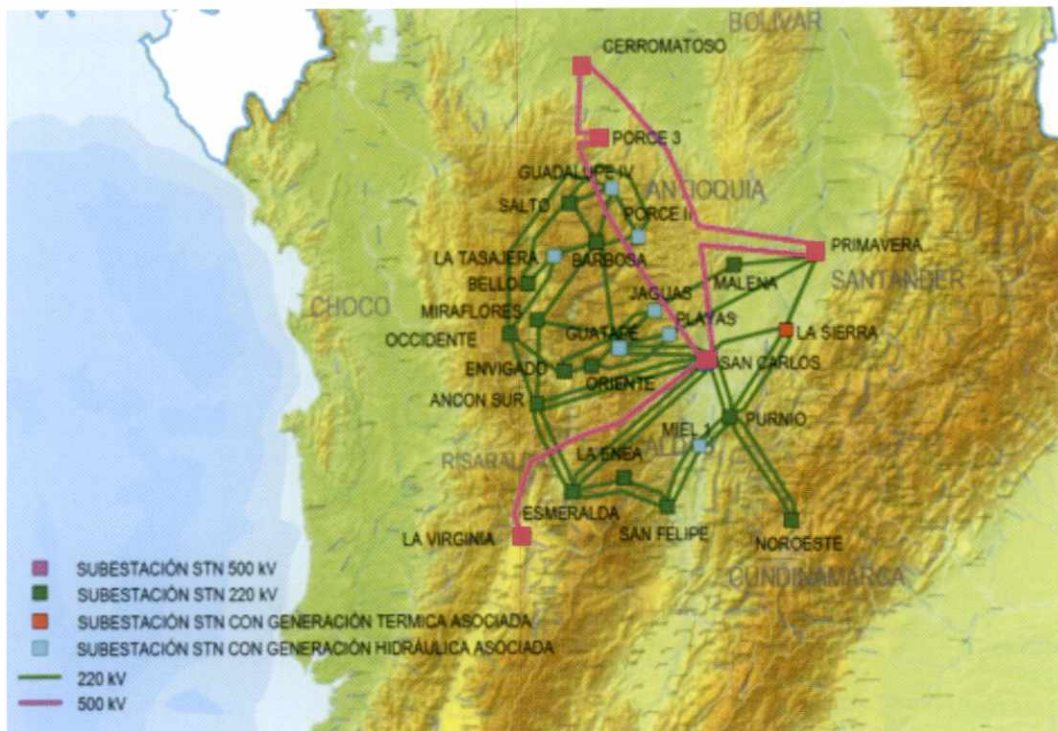 BOLIVAR
CERROMATOSO
PORCE 3
GUADALUPE IV
ANTIOQUIA
SALTO
PORCE II
LA TASAJERA
BARBOSA
PRIMAVERA
BELLO
MALENA
SANTANDER
CHOCO
JAGUAS
MIRAFLORES
PLAYAS
OCCIDENTE
GUATAPE
LA SIERRA
ENVIGADO
SAN CARLOS
ORIENTE
ANCON SUR
PURNIO
MIEL 1
LA ENEA
ESMERALDA
SAN FELIPE
LA VIRGINIA
NOROESTE
CUNDINAMARCA
SUBESTACIÓN STN 500 kV
SUBESTACIÓN STN 220 kV
SUBESTACIÓN STN CON GENERACIÓN TERMICA ASOCIADA
SUBESTACIÓN STN CON GENERACIÓN HIDRÁULICA ASOCIADA
220 kV
500 kV